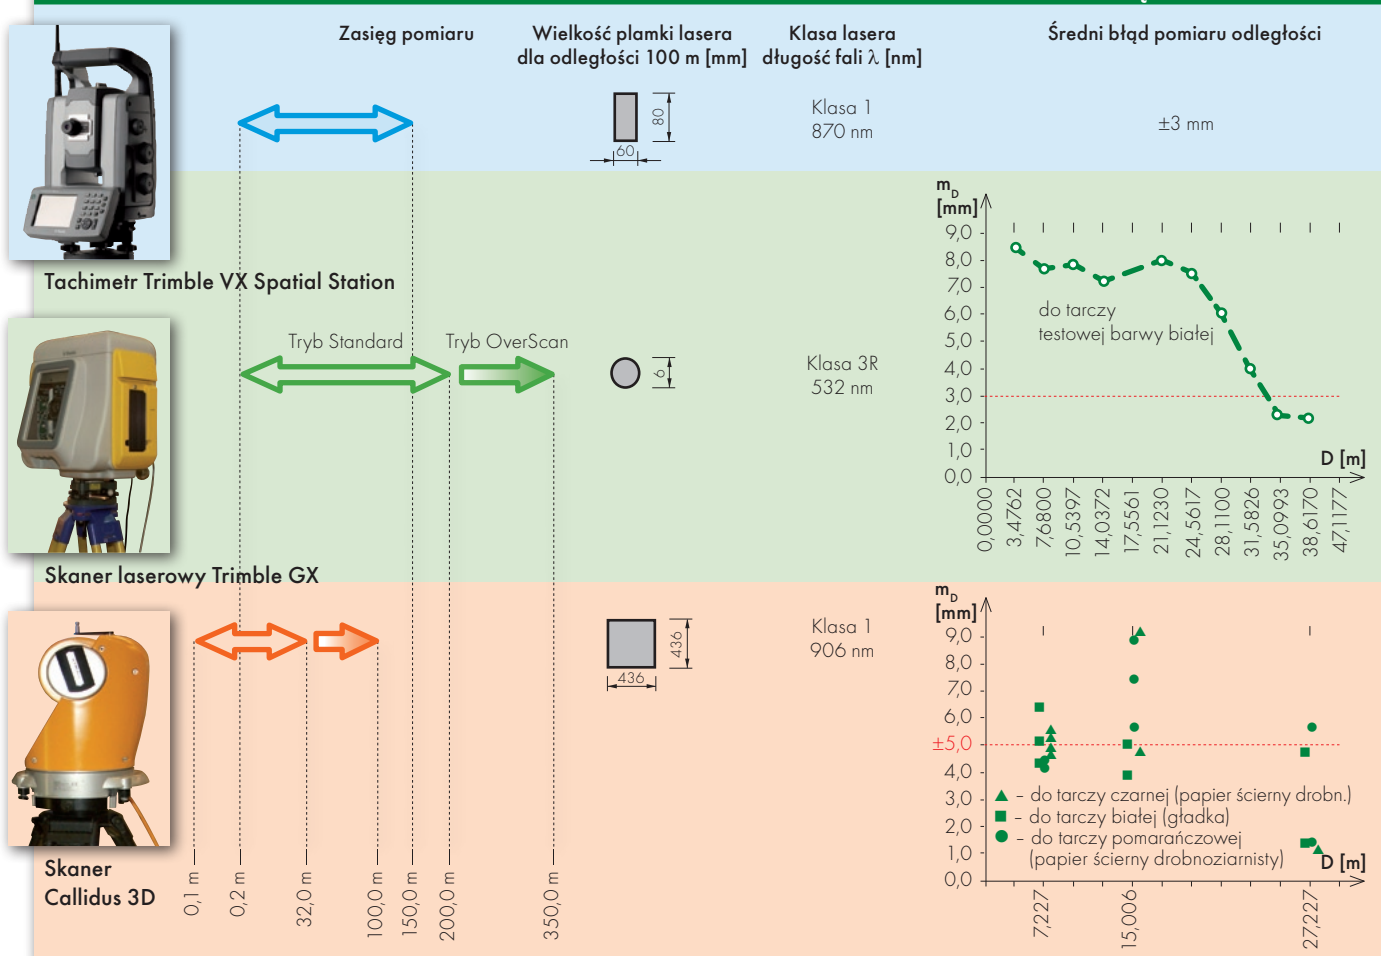 Zasięg pomiaru
Wielkość plamki lasera
dla odległości 100 m [mm]
Klasa lasera
długość fali λ [nm]
Średni błąd pomiaru odległości
80
60
Klasa 1
870 nm
±3 mm
Tachimetr Trimble VX Spatial Station
Tryb Standard
Tryb OverScan
6
Klasa 3R
532 nm
mD
[mm]
9,0
8,0
7,0
6,0
5,0
4,0
3,0
2,0
1,0
0,0
do tarczy
testowej barwy białej
D [m]
0,0000
3,4762
7,6800
10,5397
14,0372
17,5561
21,1230
24,5617
28,1100
31,5826
35,0993
38,6170
47,1177
Skaner laserowy Trimble GX
436
436
Klasa 1
906 nm
mD
[mm]
9,0
8,0
7,0
6,0
±5,0
4,0
3,0
2,0
1,0
0,0
– do tarczy czarnej (papier ścierny drobn.)
– do tarczy białej (gładka)
– do tarczy pomarańczowej
(papier ścierny drobnoziarnisty)
D [m]
7,227
15,006
27,227
Skaner
Callidus 3D
0,1 m
0,2 m
32,0 m
100,0 m
150,0 m
200,0 m
350,0 m